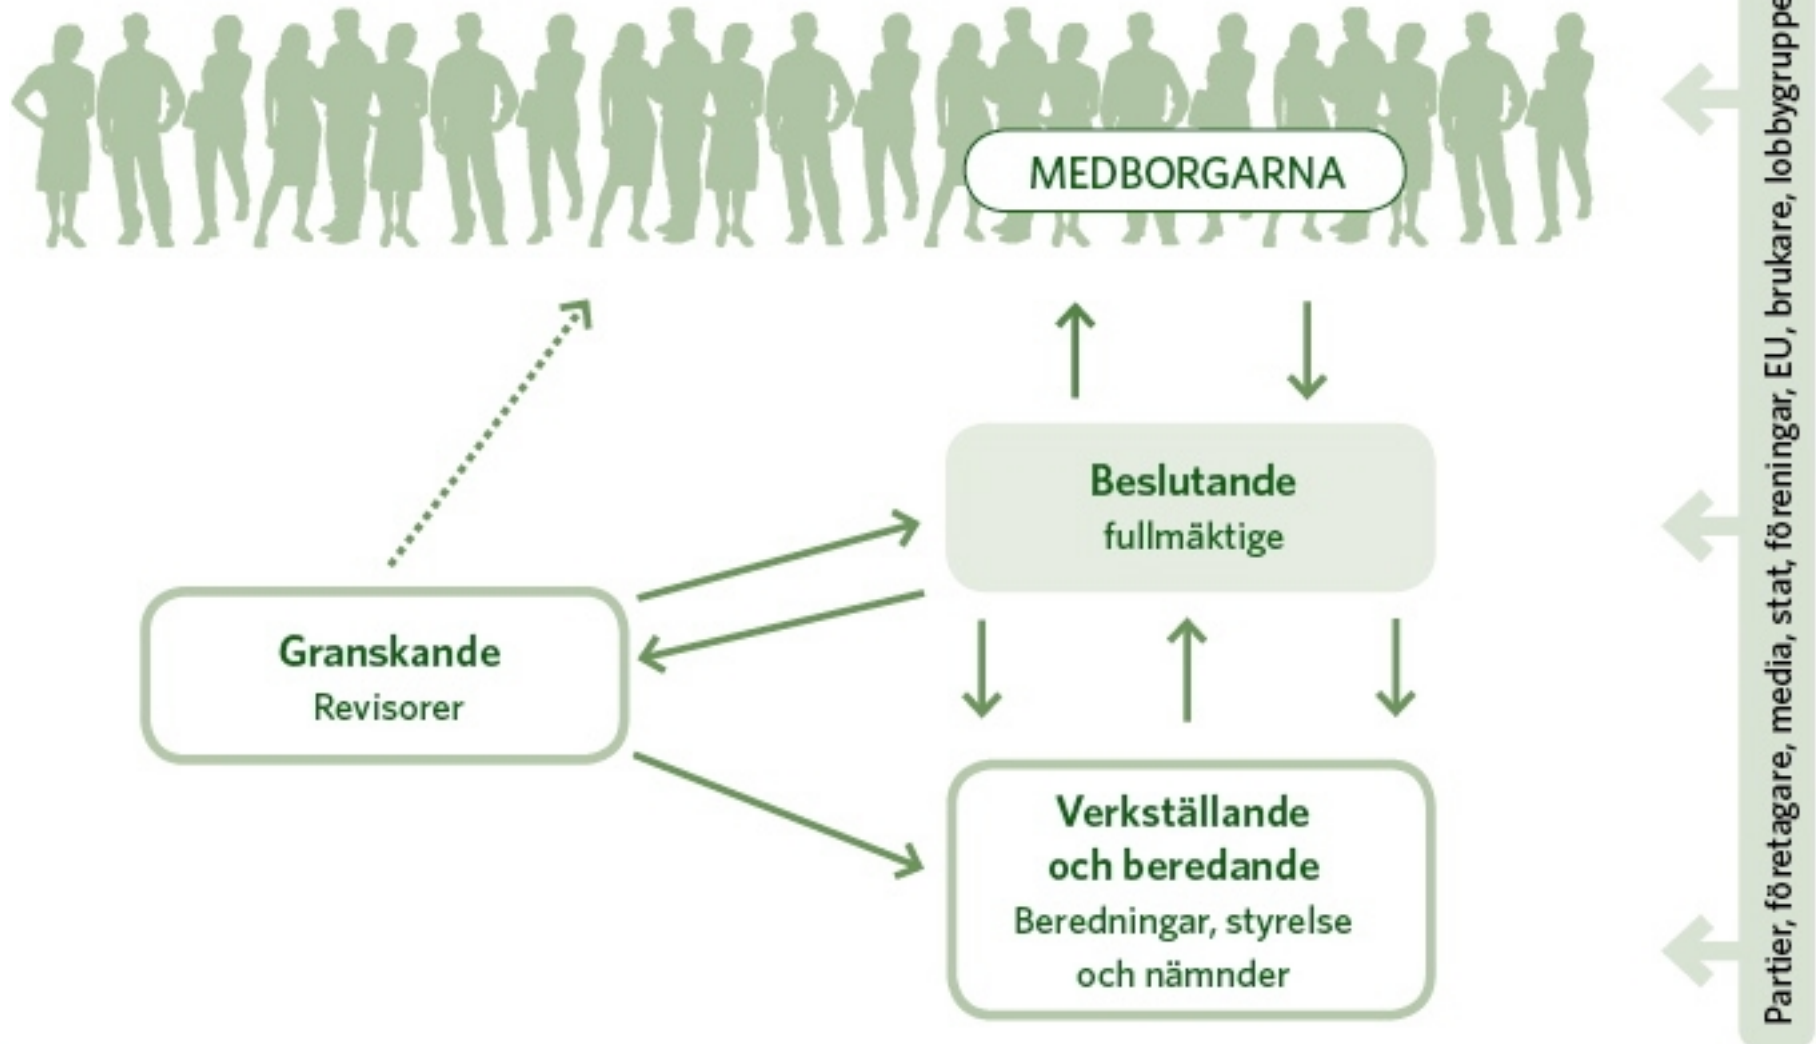 MEDBORGARNA
Beslutande
fullmäktige
Granskande
Revisorer
Verkställande
och beredande
Beredningar, styrelse
och nämnder
Partier, företagare, media, stat, föreningar, EU, brukare,